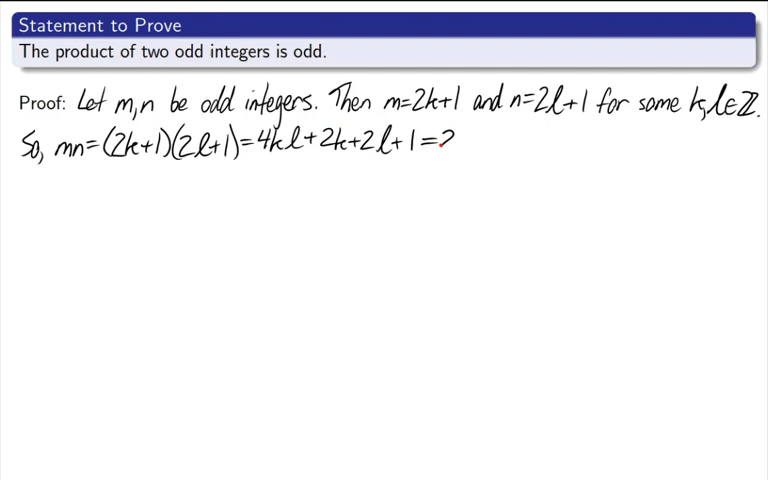 Statement to Prove
The product of two odd integers is odd.
Proof: Let m,n be odd integers. Then m=2k+1 and n=2l+1 for some k,l∈ℤ.
So, mn=(2k+1)(2l+1)=4kl+2k+2l+1=2